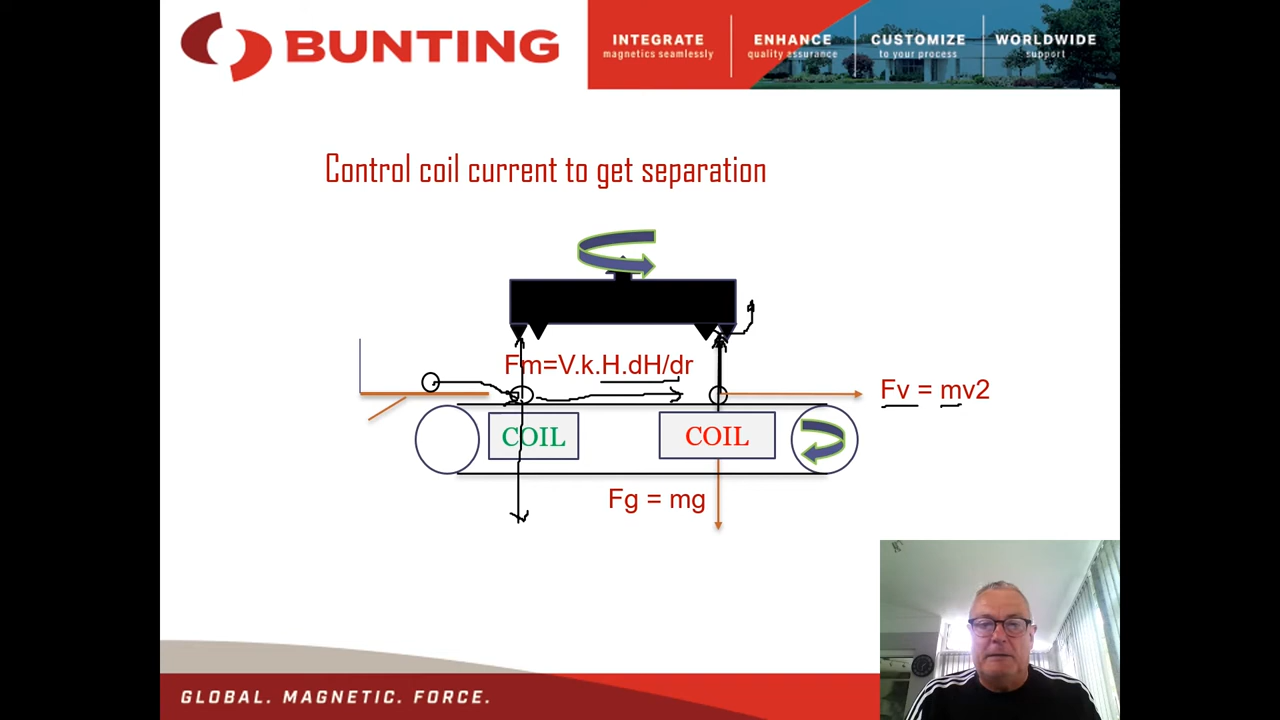 BUNTING
INTEGRATE
magnetics seamlessly
ENHANCE
quality assurance
CUSTOMIZE
to your process
WORLDWIDE
support
Control coil current to get separation
Fm=V.k.H.dH/dr
Fv = mv2
COIL
COIL
Fg = mg
GLOBAL. MAGNETIC. FORCE.